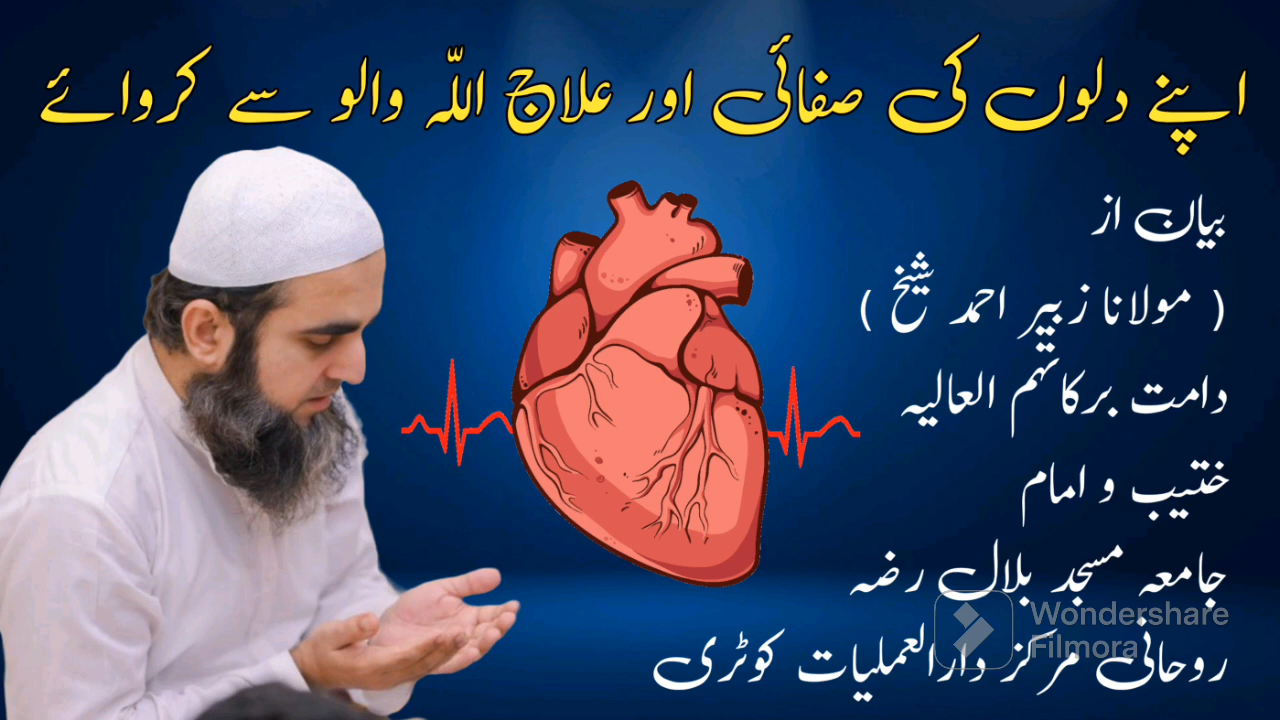 اپنے دلوں کی صفائی اور علاج اللّہ والو سے کروائے
بیان از
( مولانا زبیر احمد شیخ )
دامت برکاتہم العالیہ
ختیب و امام
جامعہ مسجد بلال رضہ
روحانی مرکز دارالعملیات کوٹری
Wondershare
Filmora